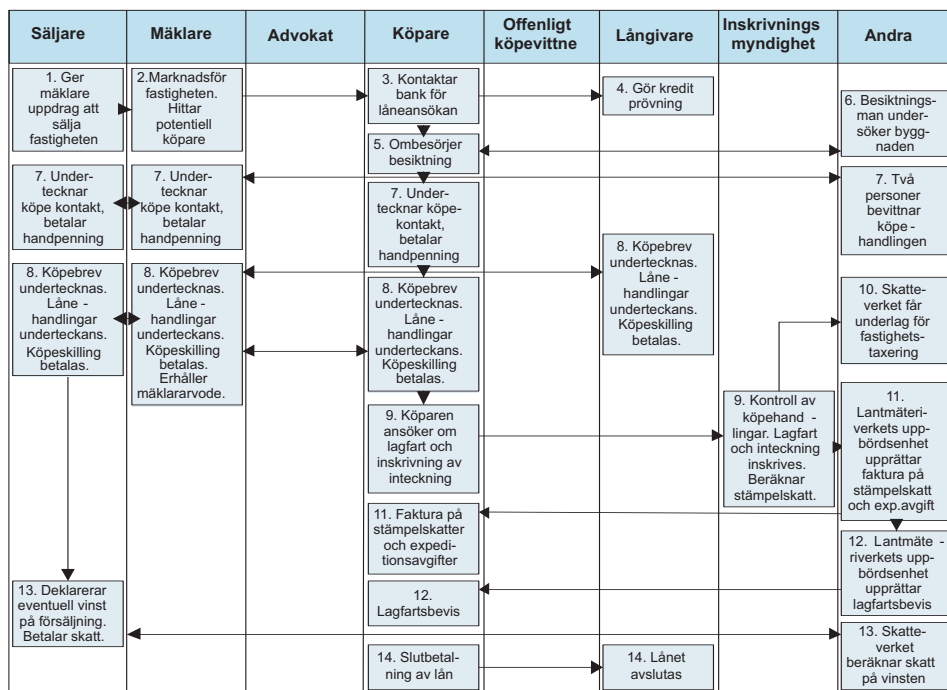 Säljare
Mäklare
Advokat
Köpare
Offenligt
köpevittne
Långivare
Inskrivnings
myndighet
Andra
1. Ger
mäklare
uppdrag att
sälja
fastigheten
2.Marknadsför
fastigheten.
Hittar
potentiell
köpare
3. Kontaktar
bank för
låneansökan
4. Gör kredit
prövning
5. Ombesörjer
besiktning
6. Besiktnings-
man under-
söker bygg-
naden
7. Under-
tecknar
köpe kontakt,
betalar
handpenning
7. Under-
tecknar
köpe kontakt,
betalar
handpenning
7. Under-
tecknar köpe-
kontakt,
betalar
handpenning
7. Två
personer
bevittnar
köpe -
handlingen
8. Köpebrev
undertecknas.
Låne -
handlingar
underteckans.
Köpeskilling
betalas.
8. Köpebrev
undertecknas.
Låne -
handlingar
underteckans.
Köpeskilling
betalas.
Erhåller
mäklararvode.
8. Köpebrev
undertecknas.
Låne -
handlingar
underteckans.
Köpeskilling
betalas.
8. Köpebrev
undertecknas.
Låne -
handlingar
underteckans.
Köpeskilling
betalas.
10. Skatte-
verket får
underlag för
fastighets-
taxering
9. Köparen
ansöker om
lagfart och
inskrivning av
inteckning
9. Kontroll av
köpehand -
lingar. Lagfart
och inteckning
inskrives.
Beräknar
stämpelskatt.
11.
Lantmäteri-
verkets upp-
bördsenhet
upprättar
faktura på
stämpelskatt
och exp.avgift
11. Faktura på
stämpelskatter
och expedi-
tionsavgifter
12. Lantmäte -
riverkets upp-
bördsenhet
upprättar
lagfartsbevis
12.
Lagfartsbevis
13. Deklarerar
eventuell vinst
på försäljning.
Betalar skatt.
13. Skatte-
verket
beräknar skatt
på vinsten
14. Slutbetal-
ning av lån
14. Lånet
avslutas